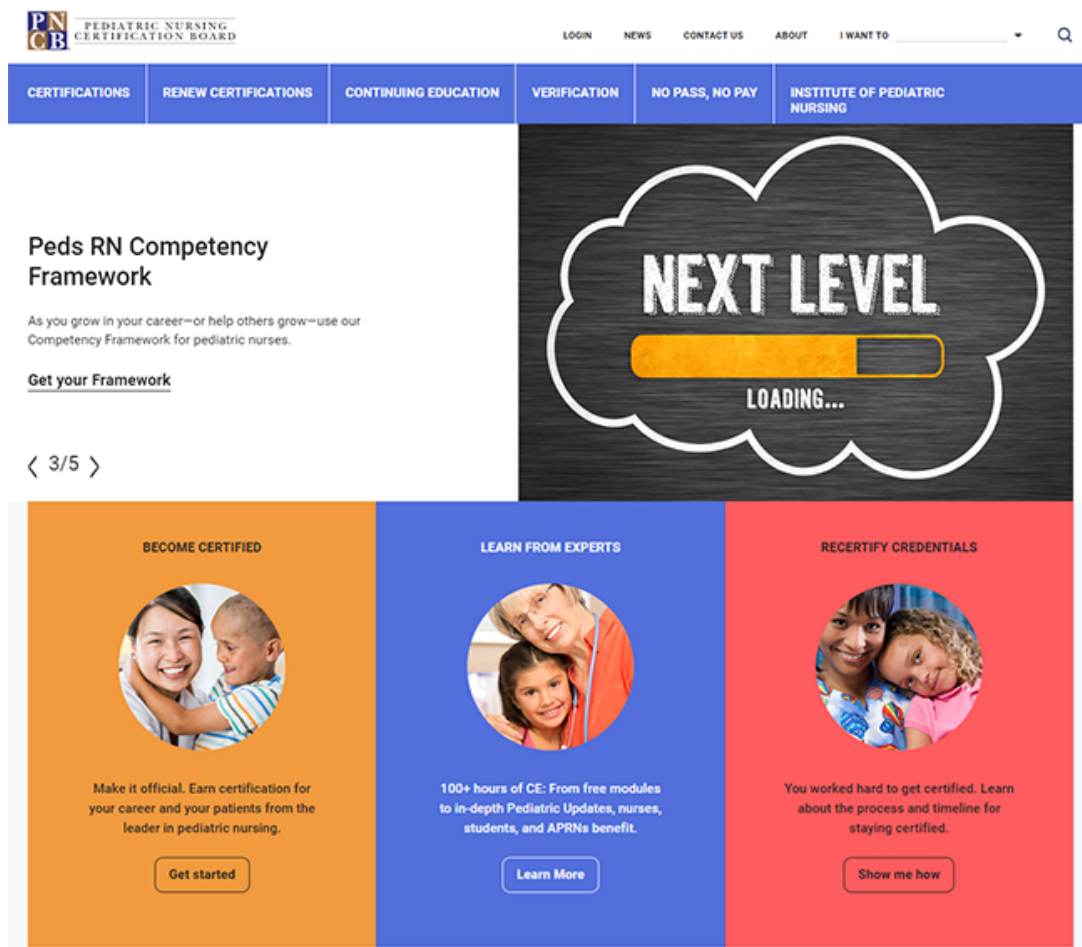 PN
CB
PEDIATRIC NURSING
CERTIFICATION BOARD
LOGIN NEWS CONTACT US ABOUT I WANT TO
CERTIFICATIONS RENEW CERTIFICATIONS CONTINUING EDUCATION VERIFICATION NO PASS, NO PAY INSTITUTE OF PEDIATRIC
NURSING
Peds RN Competency
Framework
As you grow in your career—or help others grow—use our
Competency Framework for pediatric nurses.
Get your Framework
3/5
NEXT LEVEL
LOADING...
BECOME CERTIFIED
Make it official. Earn certification for
your career and your patients from the
leader in pediatric nursing.
Get started
LEARN FROM EXPERTS
100+ hours of CE: From free modules
to in-depth Pediatric Updates, nurses,
students, and APRNs benefit.
Learn More
RECERTIFY CREDENTIALS
You worked hard to get certified. Learn
about the process and timeline for
staying certified.
Show me how